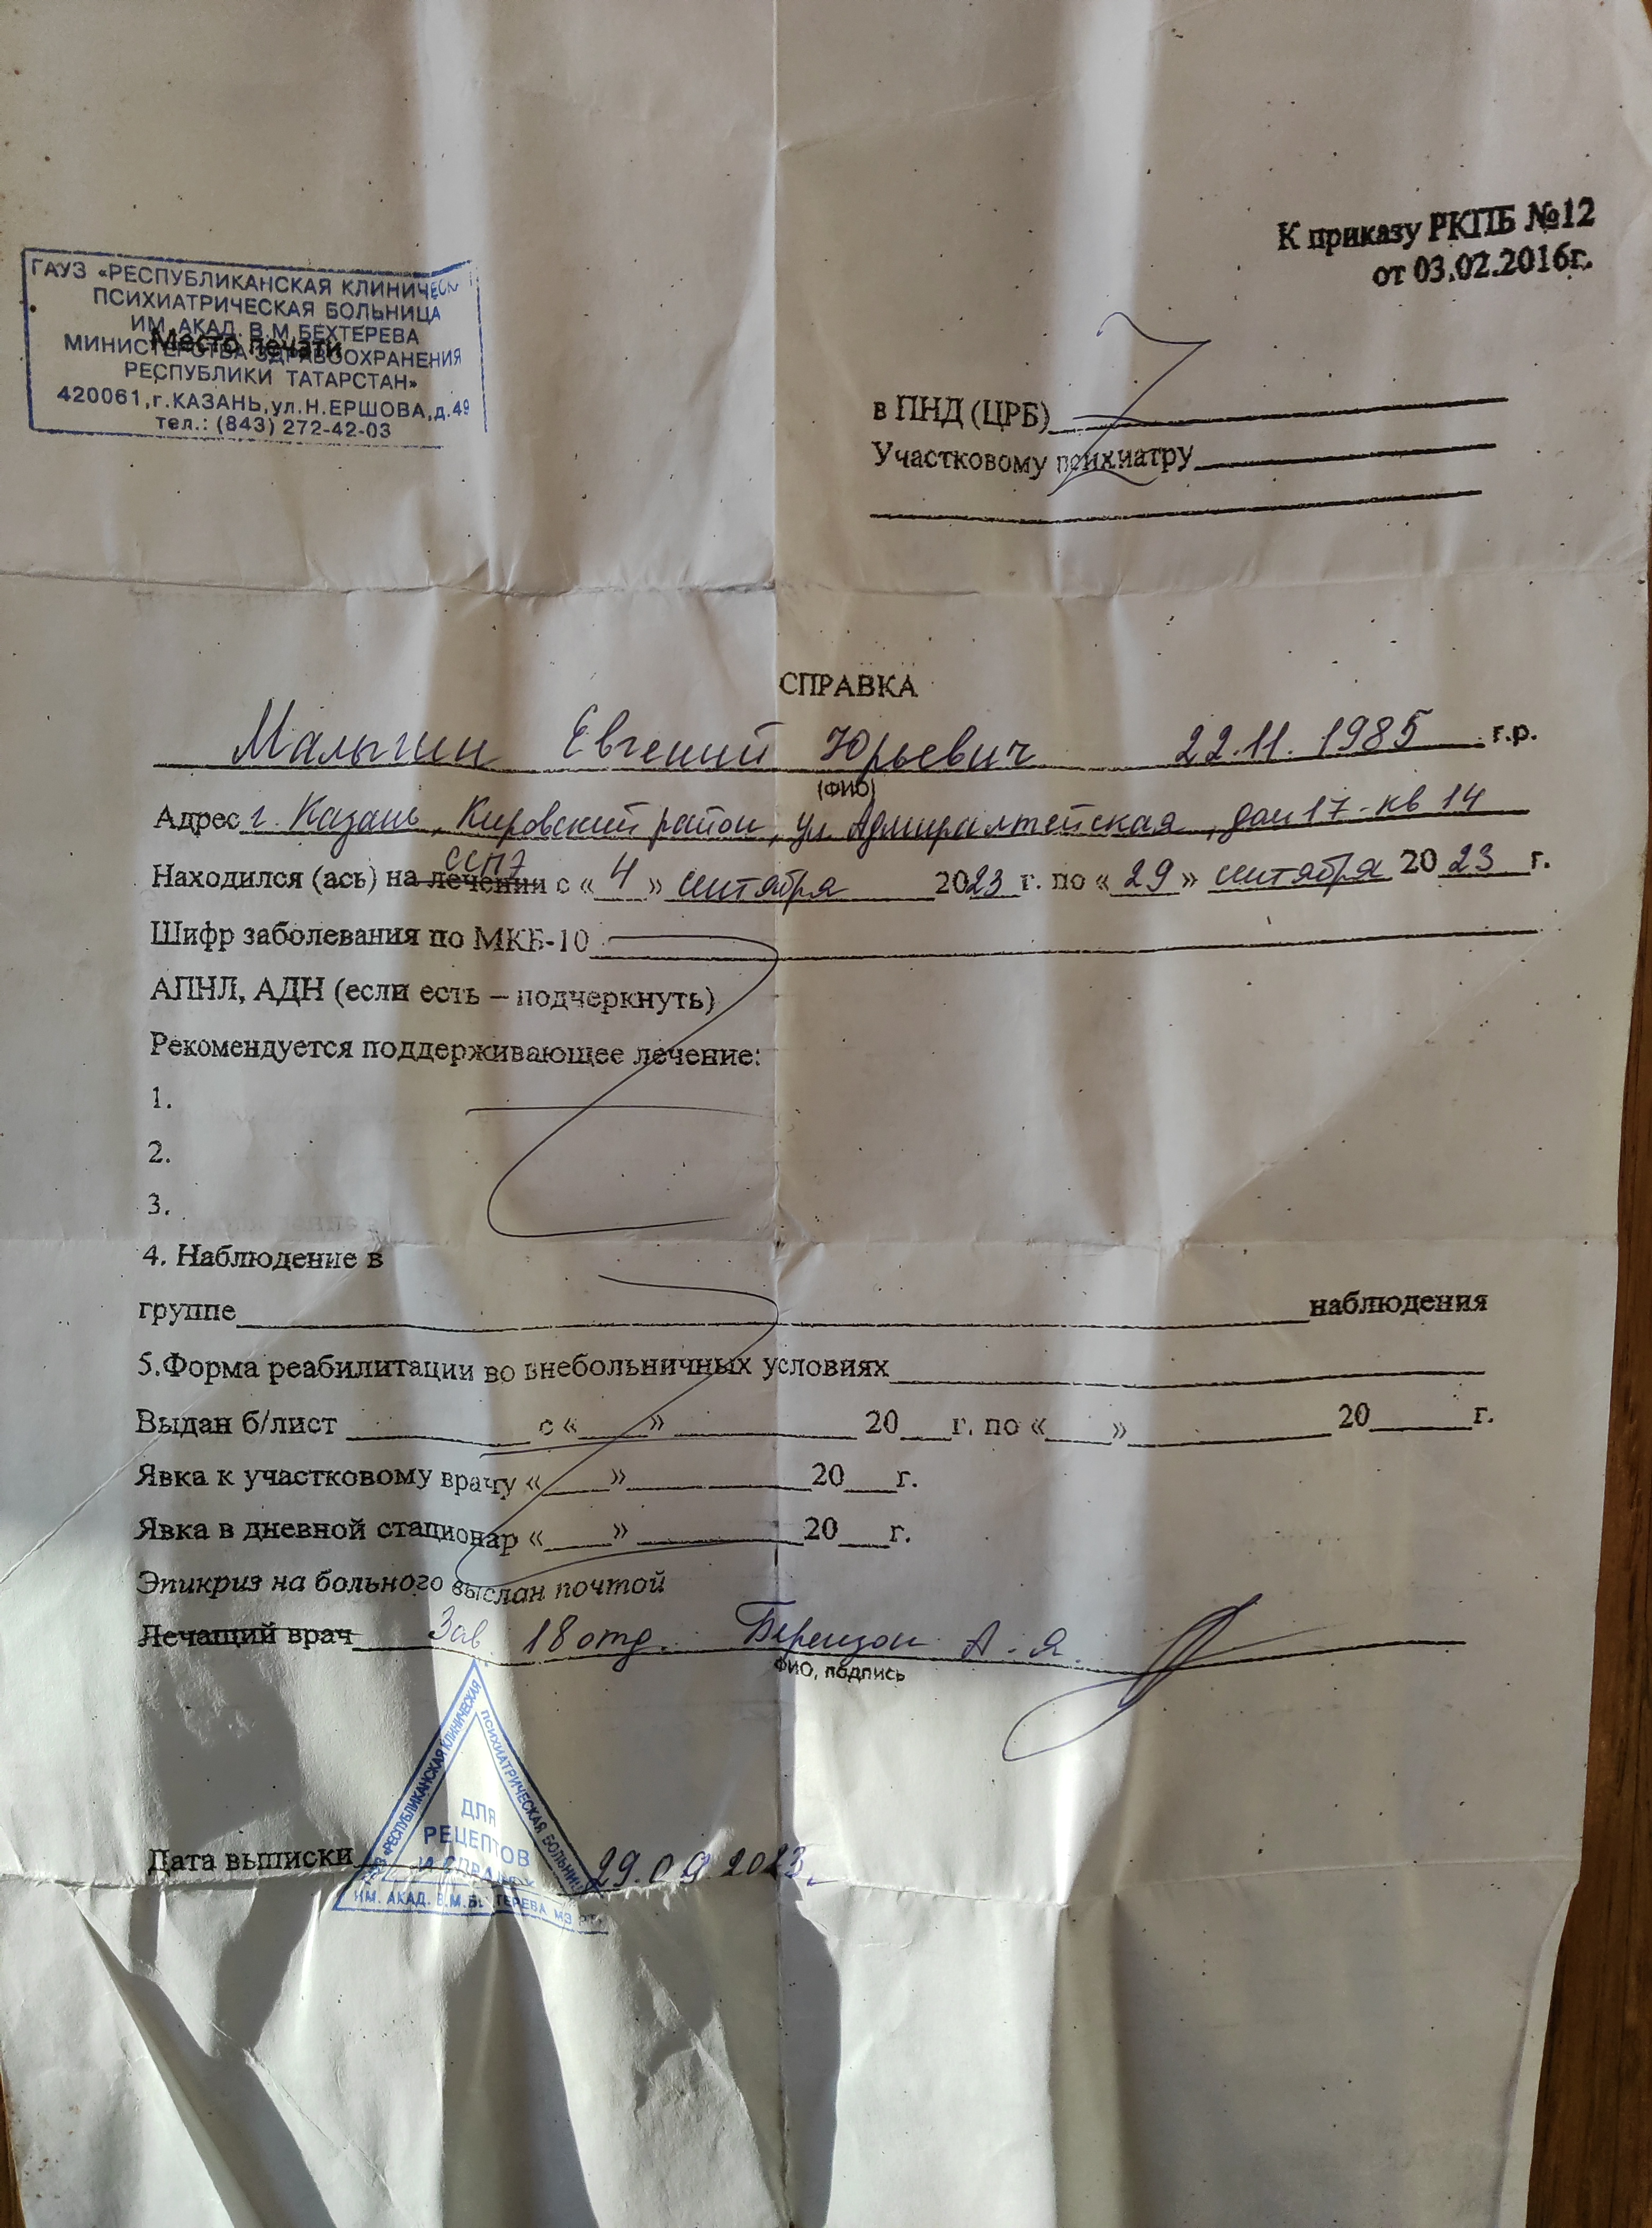 К приказу РКПБ №12
от 03.02.2016г.
ГАУЗ «РЕСПУБЛИКАНСКАЯ КЛИНИЧЕСК
ПСИХИАТРИЧЕСКАЯ БОЛЬНИЦА
ИМ. АКАД. В.М.БЕХТЕРЕВА
Место печати
МИНИСТЕРСТВА ЗДРАВООХРАНЕНИЯ
РЕСПУБЛИКИ ТАТАРСТАН»
420061,г.КАЗАНЬ,ул.Н.ЕРШОВА,д.49
тел.: (843) 272-42-03
в ПНД (ЦРБ)
Участковому психиатру
СПРАВКА
Малыгин Евгений Юрьевич 22.11.1985 г.р.
(ФИО)
Адрес г. Казань, Кировский район, ул Адмиралтейская, дом 17-кв 14
ССПЭ
Находился (ась) на лечении с «4» сентября 2023 г. по «29» сентября 2023 г.
Шифр заболевания по МКБ-10
АПНЛ, АДН (если есть – подчеркнуть)
Рекомендуется поддерживающее лечение:
1.
2.
3.
4. Наблюдение в
группе наблюдения
5.Форма реабилитации во внебольничных условиях
Выдан б/лист с « » 20 г. по « » 20 г.
Явка к участковому врачу « » 20 г.
Явка в дневной стационар « » 20 г.
Эпикриз на больного выслан почтой
Лечащий врач Зав 18 отд. Березон А.Я.
ФИО, подпись
РЕСПУБЛИКАНСКАЯ КЛИНИЧЕСКАЯ ПСИХИАТРИЧЕСКАЯ БОЛЬНИЦ
ДЛЯ
РЕЦЕПТОВ
Дата выписки 29.09.2023г.
ИМ. АКАД. В.М.БЕХТЕРЕВА МЗ РТ